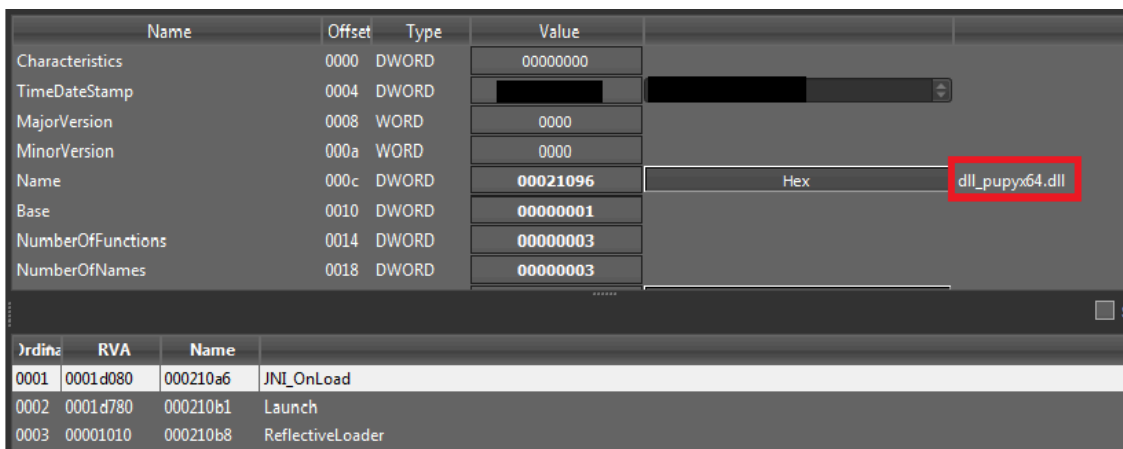 Name Offset Type Value
Characteristics 0000 DWORD 00000000
TimeDateStamp 0004 DWORD
MajorVersion 0008 WORD 0000
MinorVersion 000a WORD 0000
Name 000c DWORD 00021096 Hex dll_pupyx64.dll
Base 0010 DWORD 00000001
NumberOfFunctions 0014 DWORD 00000003
NumberOfNames 0018 DWORD 00000003
RVA Name
0001 0001d080 000210a6 JNI_OnLoad
0002 0001d780 000210b1 Launch
0003 00001010 000210b8 ReflectiveLoader